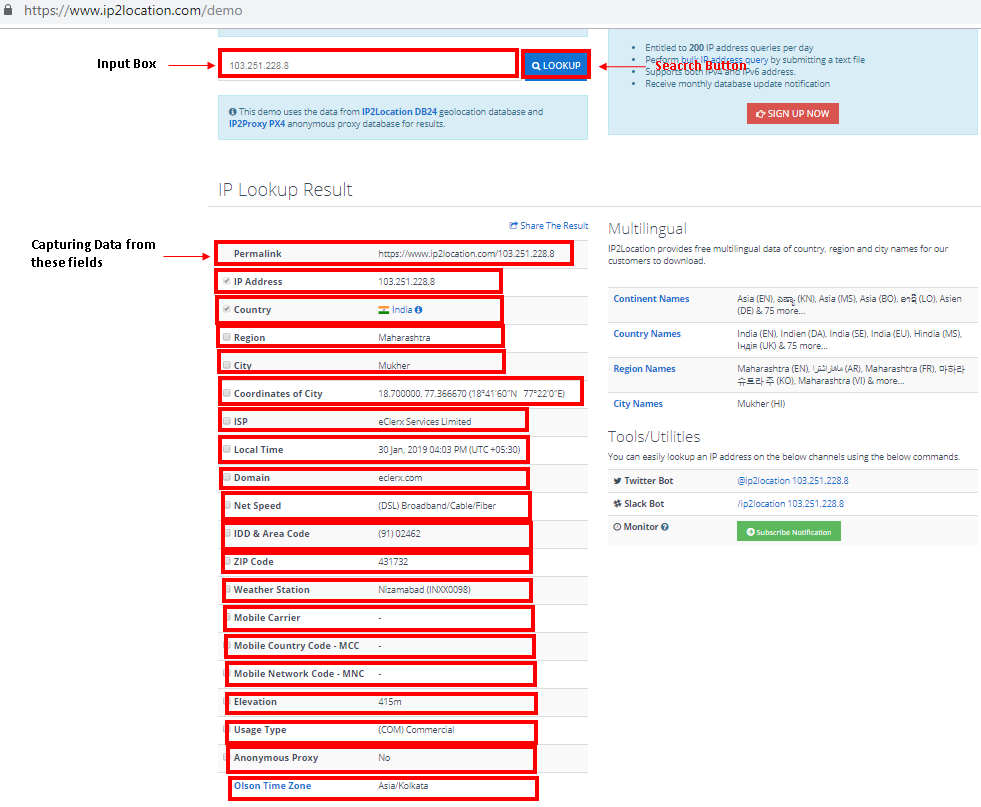 https://www.ip2location.com/demo
Input Box
103.251.228.8
LOOKUP
Seacrch Button
Entitled to 200 IP address queries per day
Perform bulk IP address query by submitting a text file
Supports both IPv4 and IPv6 address.
Receive monthly database update notification
SIGN UP NOW
This demo uses the data from IP2Location DB24 geolocation database and
IP2Proxy PX4 anonymous proxy database for results.
IP Lookup Result
Share The Result
Capturing Data from
these fields
Permalink https://www.ip2location.com/103.251.228.8
IP Address 103.251.228.8
Country India
Region Maharashtra
City Mukher
Coordinates of City 18.700000, 77.366670 (18°41'60"N 77°22'0"E)
ISP eClerx Services Limited
Local Time 30 Jan, 2019 04:03 PM (UTC +05:30)
Domain eclerx.com
Net Speed (DSL) Broadband/Cable/Fiber
IDD & Area Code (91) 02462
ZIP Code 431732
Weather Station Nizamabad (INXX0098)
Mobile Carrier -
Mobile Country Code - MCC -
Mobile Network Code - MNC -
Elevation 415m
Usage Type (COM) Commercial
Anonymous Proxy No
Olson Time Zone Asia/Kolkata
Multilingual
IP2Location provides free multilingual data of country, region and city names for our
customers to download.
Continent Names Asia (EN), ಏಷ್ಯಾ (KN), Asia (MS), Asia (BO), ອາຊີ (LO), Asien
(DE) & 75 more...
Country Names India (EN), Indien (DA), India (SE), India (EU), Hindia (MS),
Індія (UK) & 75 more...
Region Names Maharashtra (EN), ماهاراشترا (AR), Maharashtra (FR), 마하라
슈트라 주 (KO), Maharashtra (VI) & more...
City Names Mukher (HI)
Tools/Utilities
You can easily lookup an IP address on the below channels using the below commands.
Twitter Bot @ip2location 103.251.228.8
Slack Bot /ip2location 103.251.228.8
Monitor Subscribe Notification